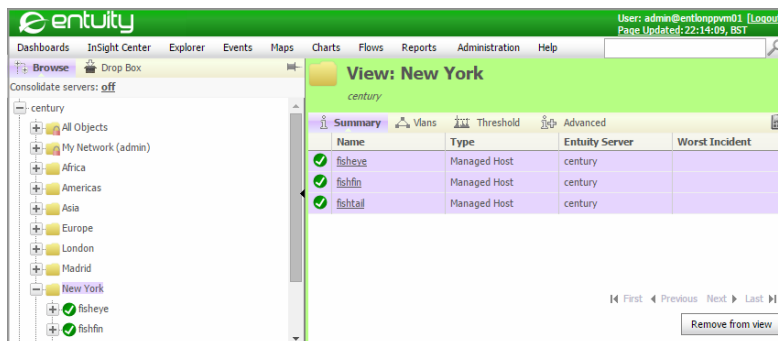 entuity
User: admin@entlonppvm01 [Logout
Page Updated:22:14:09, BST
Dashboards InSight Center Explorer Events Maps Charts Flows Reports Administration Help
Browse Drop Box
Consolidate servers: off
century
All Objects
My Network (admin)
Africa
Americas
Asia
Europe
London
Madrid
New York
fisheye
fishfin
View: New York
century
Summary Vlans Threshold Advanced
Name Type Entuity Server Worst Incident
fisheye Managed Host century
fishfin Managed Host century
fishtail Managed Host century
First Previous Next Last
Remove from view